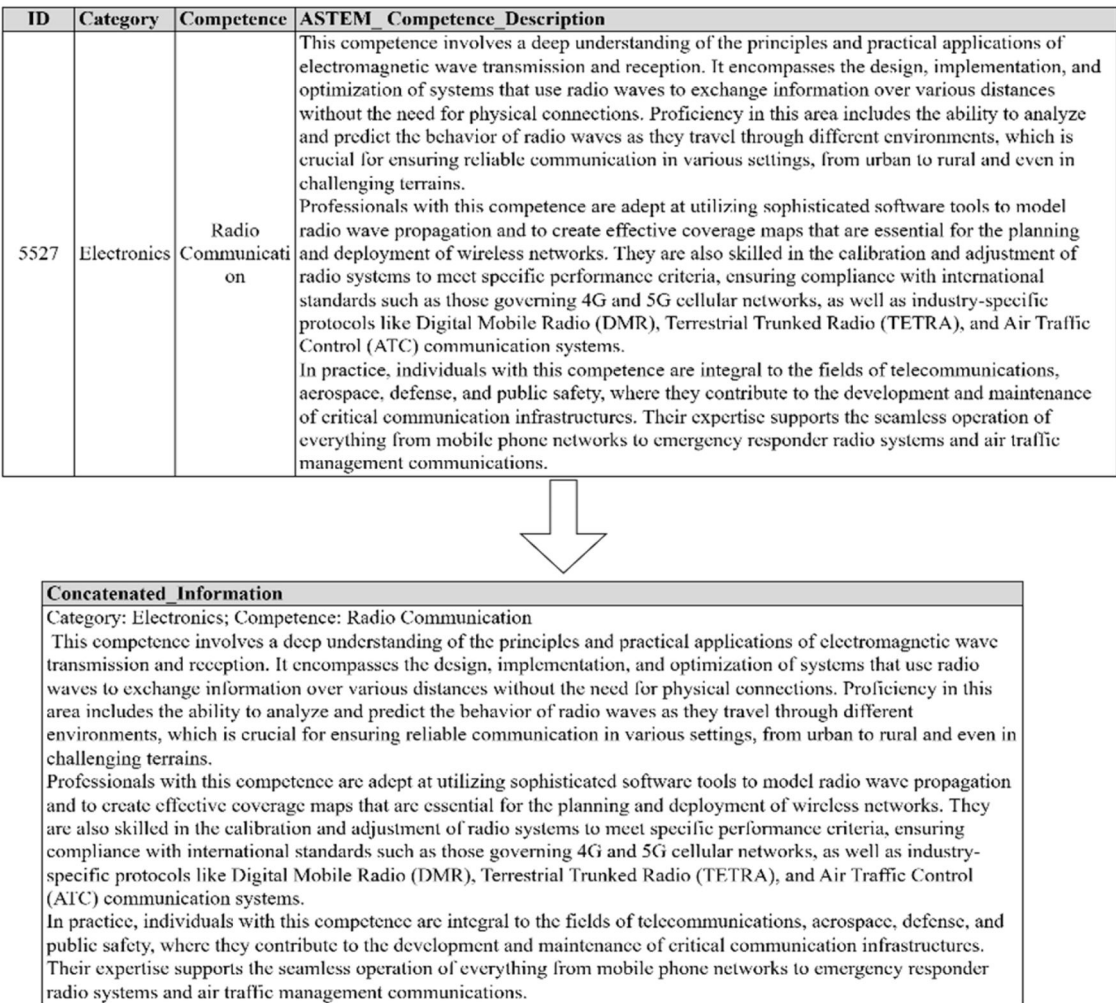 ID Category Competence ASTEM_ Competence_Description
This competence involves a deep understanding of the principles and practical applications of
electromagnetic wave transmission and reception. It encompasses the design, implementation, and
optimization of systems that use radio waves to exchange information over various distances
without the need for physical connections. Proficiency in this area includes the ability to analyze
and predict the behavior of radio waves as they travel through different environments, which is
crucial for ensuring reliable communication in various settings, from urban to rural and even in
challenging terrains.
Professionals with this competence are adept at utilizing sophisticated software tools to model
radio wave propagation and to create effective coverage maps that are essential for the planning
5527 Electronics Radio Communicati on and deployment of wireless networks. They are also skilled in the calibration and adjustment of
radio systems to meet specific performance criteria, ensuring compliance with international
standards such as those governing 4G and 5G cellular networks, as well as industry-specific
protocols like Digital Mobile Radio (DMR), Terrestrial Trunked Radio (TETRA), and Air Traffic
Control (ATC) communication systems.
In practice, individuals with this competence are integral to the fields of telecommunications,
aerospace, defense, and public safety, where they contribute to the development and maintenance
of critical communication infrastructures. Their expertise supports the seamless operation of
everything from mobile phone networks to emergency responder radio systems and air traffic
management communications.
Concatenated_Information
Category: Electronics; Competence: Radio Communication
This competence involves a deep understanding of the principles and practical applications of electromagnetic wave
transmission and reception. It encompasses the design, implementation, and optimization of systems that use radio
waves to exchange information over various distances without the need for physical connections. Proficiency in this
area includes the ability to analyze and predict the behavior of radio waves as they travel through different
environments, which is crucial for ensuring reliable communication in various settings, from urban to rural and even in
challenging terrains.
Professionals with this competence are adept at utilizing sophisticated software tools to model radio wave propagation
and to create effective coverage maps that are essential for the planning and deployment of wireless networks. They
are also skilled in the calibration and adjustment of radio systems to meet specific performance criteria, ensuring
compliance with international standards such as those governing 4G and 5G cellular networks, as well as industry-
specific protocols like Digital Mobile Radio (DMR), Terrestrial Trunked Radio (TETRA), and Air Traffic Control
(ATC) communication systems.
In practice, individuals with this competence are integral to the fields of telecommunications, aerospace, defense, and
public safety, where they contribute to the development and maintenance of critical communication infrastructures.
Their expertise supports the seamless operation of everything from mobile phone networks to emergency responder
radio systems and air traffic management communications.